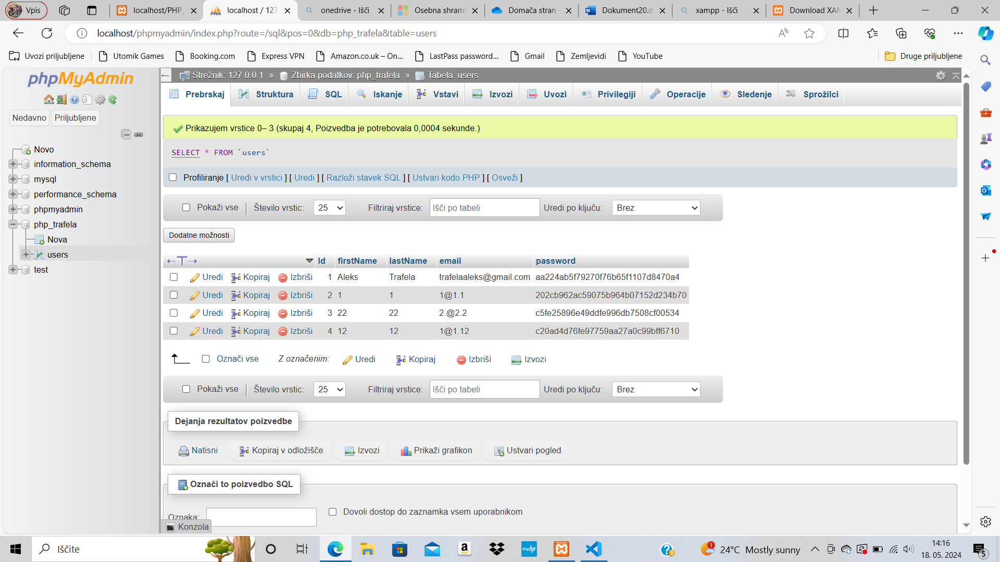 Vpis
localhost/PHP_
localhost / 127
onedrive - Išči
Osebna shraml
Domača stran -
Dokument20.d
xampp - Išči
Download XAM
localhost/phpmyadmin/index.php?route=/sql&pos=0&db=php_trafela&table=users
Uvozi priljubljene
Utomik Games
Booking.com
Express VPN
Amazon.co.uk – On...
LastPass password...
Gmail
Zemljevidi
YouTube
Druge priljubljene
phpMyAdmin
Nedavno
Priljubljene
Novo
information_schema
mysql
performance_schema
phpmyadmin
php_trafela
Nova
users
test
Strežnik: 127.0.0.1 » Zbirka podatkov: php_trafela » Tabela: users
Prebrskaj
Struktura
SQL
Iskanje
Vstavi
Izvozi
Uvozi
Privilegiji
Operacije
Sledenje
Sprožilci
Prikazujem vrstice 0– 3 (skupaj 4, Poizvedba je potrebovala 0,0004 sekunde.)
SELECT * FROM `users`
Profiliranje [ Uredi v vrstici ] [ Uredi ] [ Razloži stavek SQL ] [ Ustvari kodo PHP ] [ Osveži ]
Pokaži vse Število vrstic: 25 Filtriraj vrstice: Išči po tabeli Uredi po ključu: Brez
Dodatne možnosti
Id firstName lastName email password
Uredi Kopiraj Izbriši 1 Aleks Trafela trafelaaleks@gmail.com aa224ab5f79270f76b65f1107d8470a4
Uredi Kopiraj Izbriši 2 1 1 1@1.1 202cb962ac59075b964b07152d234b70
Uredi Kopiraj Izbriši 3 22 22 2.@2.2 c5fe25896e49ddfe996db7508cf00534
Uredi Kopiraj Izbriši 4 12 12 1@1.12 c20ad4d76fe97759aa27a0c99bff6710
Označi vse Z označenim: Uredi Kopiraj Izbriši Izvozi
Pokaži vse Število vrstic: 25 Filtriraj vrstice: Išči po tabeli Uredi po ključu: Brez
Dejanja rezultatov poizvedbe
Natisni
Kopiraj v odložišče
Izvozi
Prikaži grafikon
Ustvari pogled
Označi to poizvedbo SQL
Oznaka:
Dovoli dostop do zaznamka vsem uporabnikom
Konzola
Iščite
24°C Mostly sunny
14:16
18. 05. 2024
5